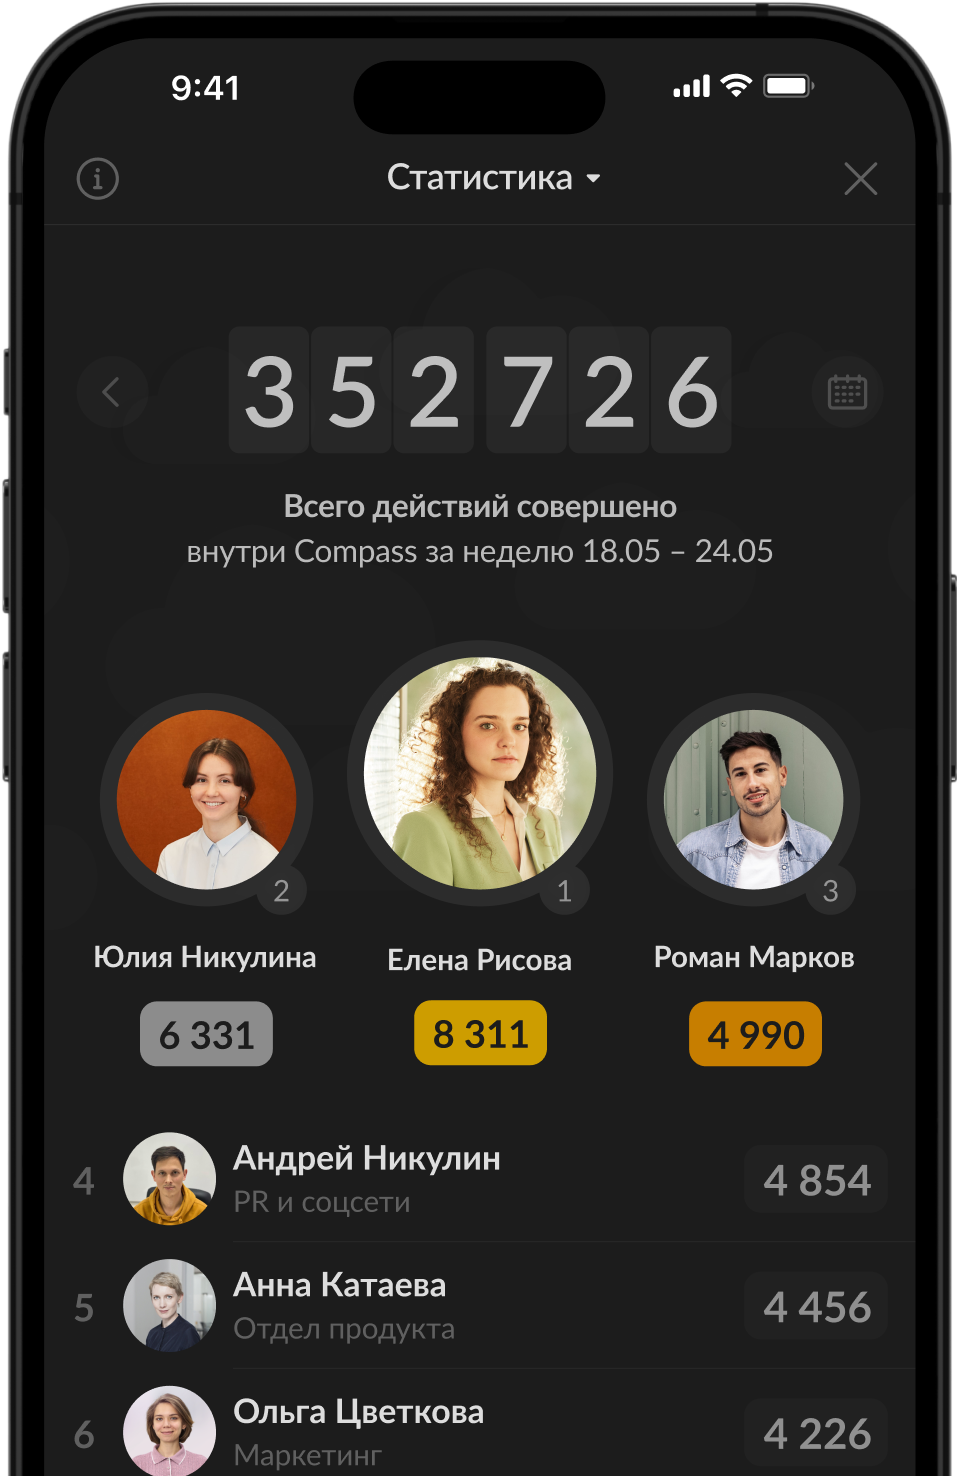 9:41
Статистика
352 726
Всего действий совершено
внутри Compass за неделю 18.05 – 24.05
2
1
3
Юлия Никулина
Елена Рисова
Роман Марков
6 331
8 311
4 990
4
Андрей Никулин
PR и соцсети
4 854
5
Анна Катаева
Отдел продукта
4 456
6
Ольга Цветкова
Маркетинг
4 226